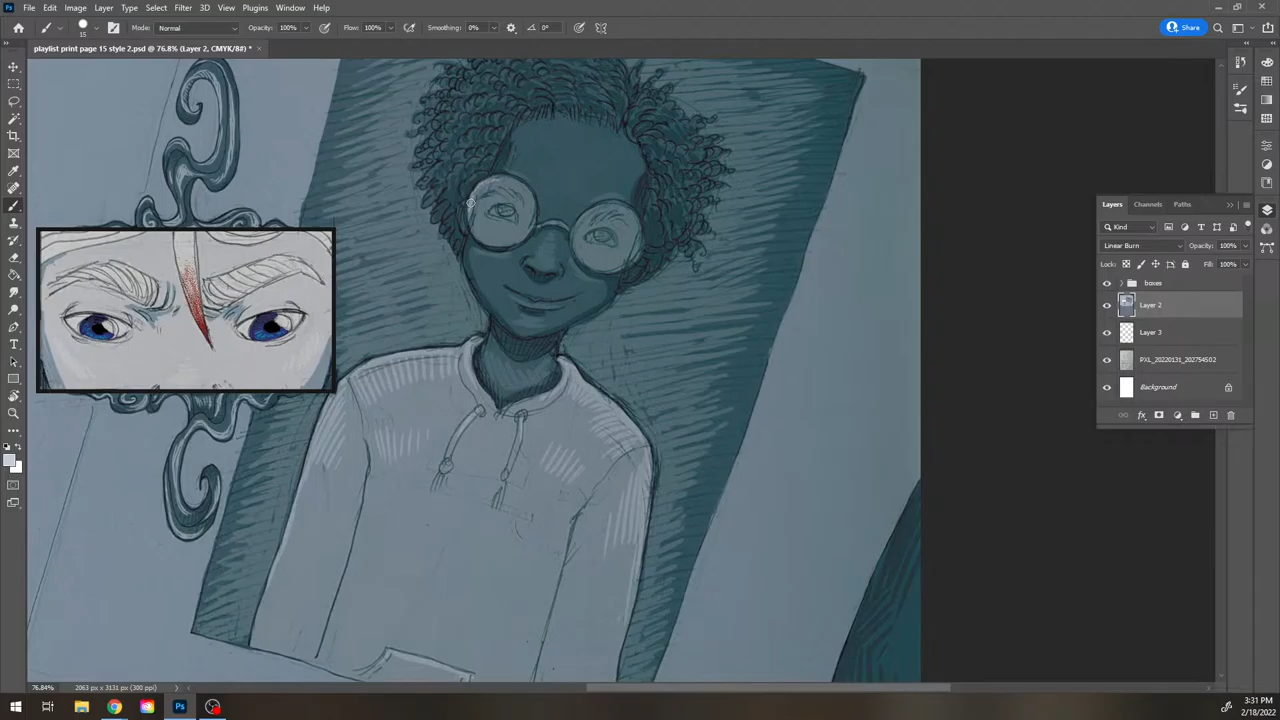 File Edit Image Layer Type Select Filter 3D View Plugins Window Help
15 Mode: Normal Opacity: 100% Flow: 100% Smoothing: 0% 0° Share
playlist print page 15 style 2.psd @ 76.8% (Layer 2, CMYK/8#) *
Layers Channels Paths
Kind
Linear Burn Opacity: 100%
Lock: Fill: 100%
boxes
Layer 2
Layer 3
PXL_20220131_202754502
Background
76.84% 2063 px x 3131 px (300 ppi)
3:31 PM
2/18/2022